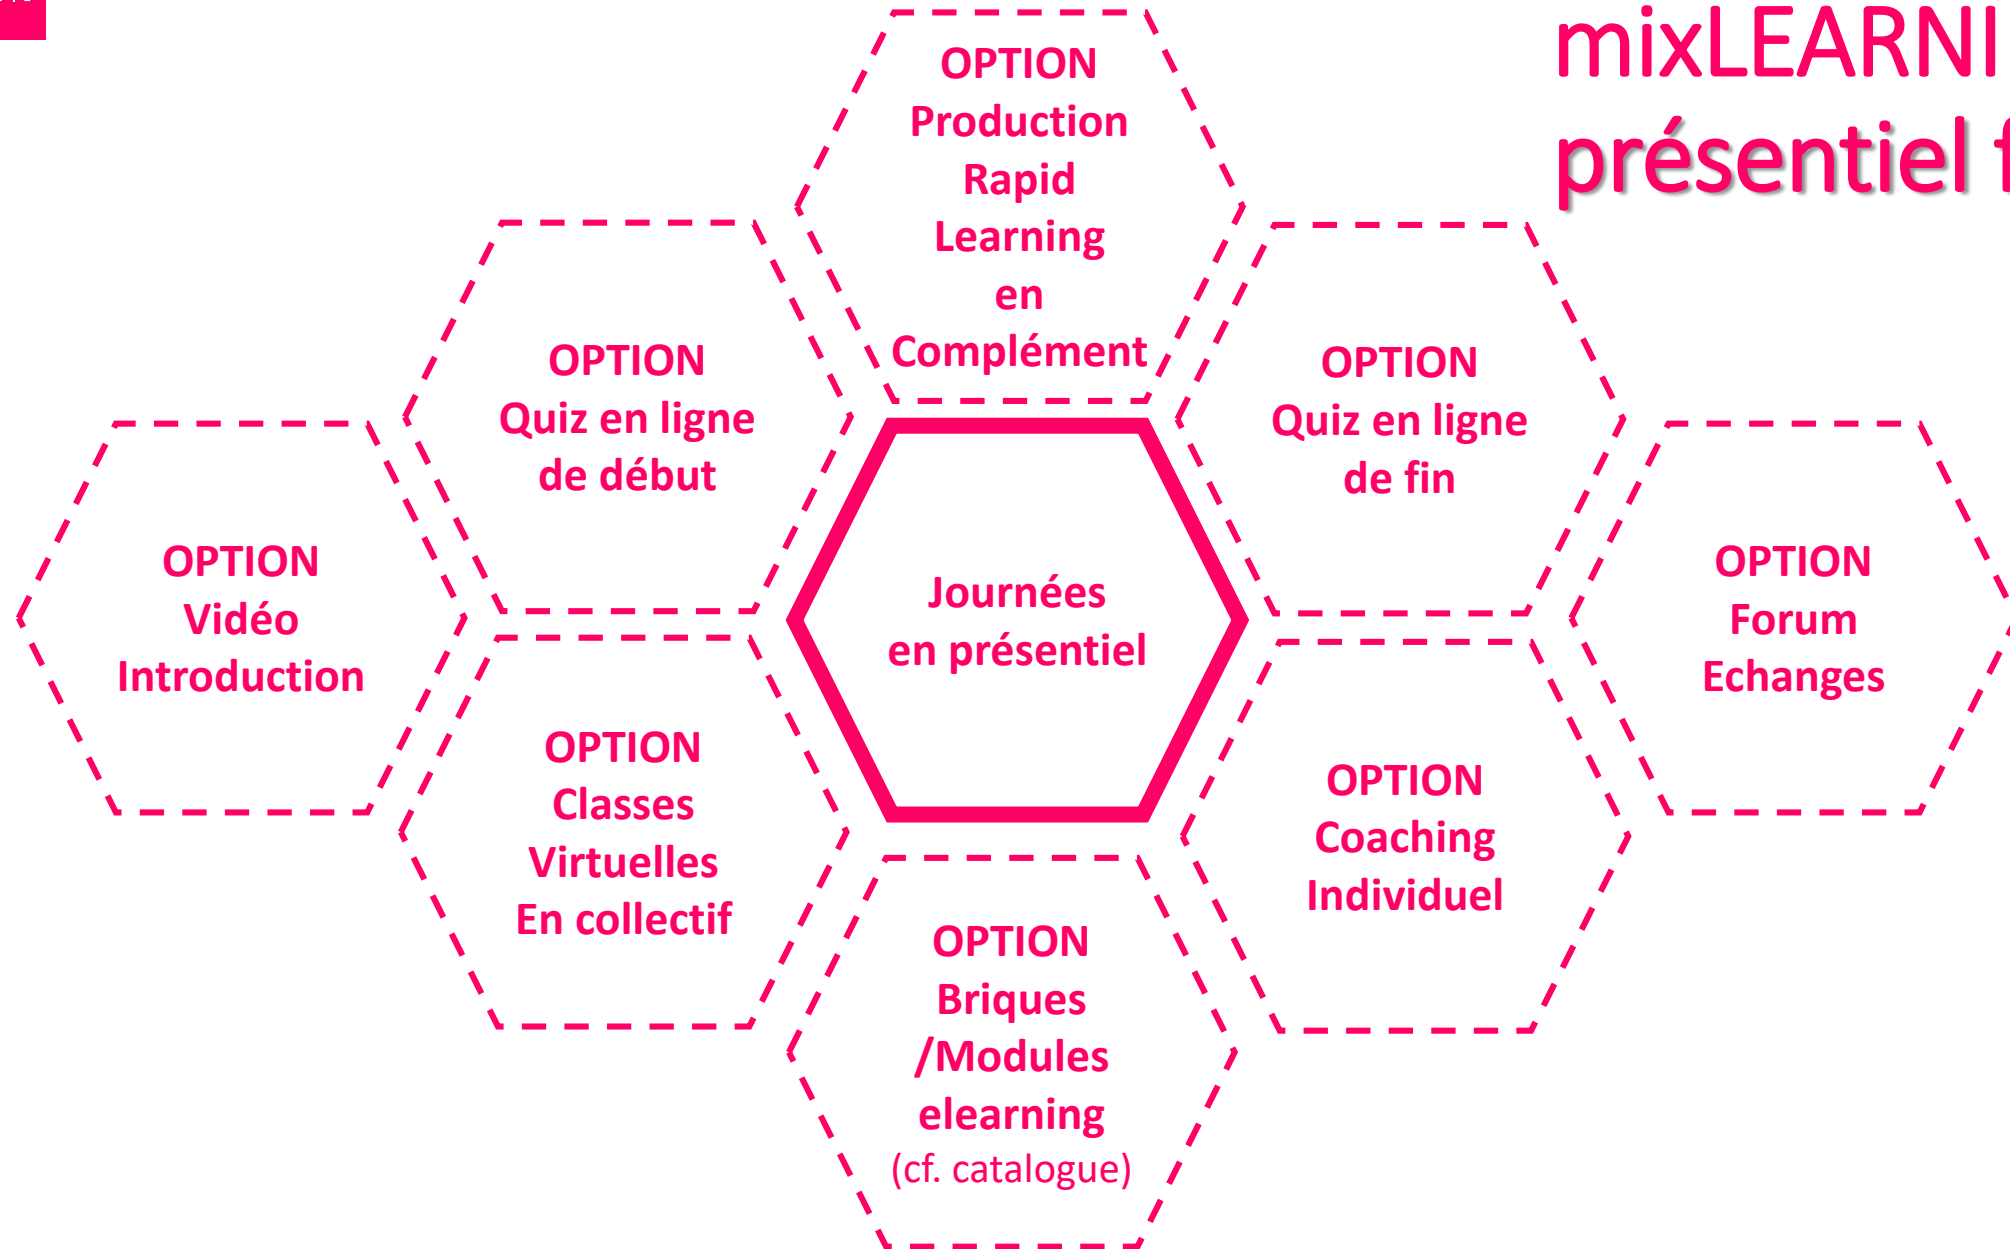 mixLEARNI
présentiel f
OPTION
Production
Rapid
Learning
en
Complément
OPTION
Quiz en ligne
de début
OPTION
Quiz en ligne
de fin
OPTION
Vidéo
Introduction
Journées
en présentiel
OPTION
Forum
Echanges
OPTION
Classes
Virtuelles
En collectif
OPTION
Coaching
Individuel
OPTION
Briques
/Modules
elearning
(cf. catalogue)